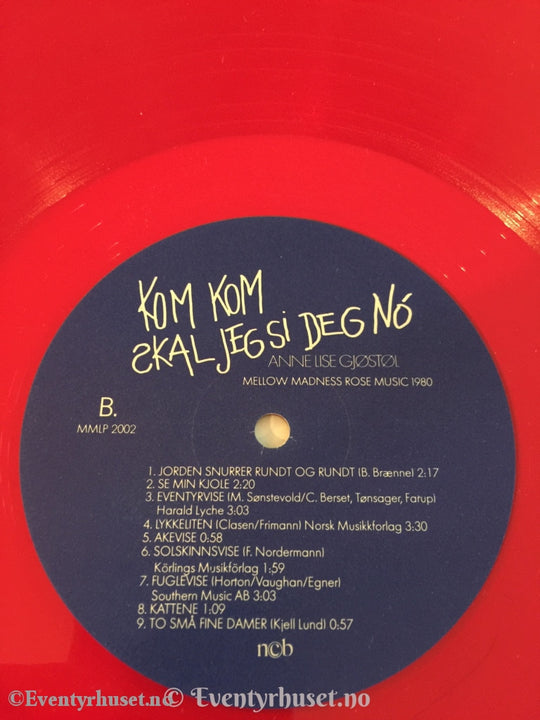 KOM KOM
SKAL JEG SI DEG NÓ
ANNE LISE GJØSTØL
MELLOW MADNESS ROSE MUSIC 1980
B.
MMLP 2002
1. JORDEN SNURRER RUNDT OG RUNDT (B. Brænne) 2:17
2. SE MIN KJOLE 2:20
3. EVENTYRVISE (M. Sønstevold/C. Berset, Tønsager, Farup)
Harald Lyche 3:03
4. LYKKELITEN (Clasen/Frimann) Norsk Musikkforlag 3:30
5. AKEVISE 0:58
6. SOLSKINNSVISE (F. Nordermann)
Körlings Musikförlag 1:59
7. FUGLEVISE (Horton/Vaughan/Egner)
Southern Music AB 3:03
8. KATTENE 1:09
9. TO SMÅ FINE DAMER (Kjell Lund) 0:57
ncb
©Eventyrhuset.no © Eventyrhuset.no